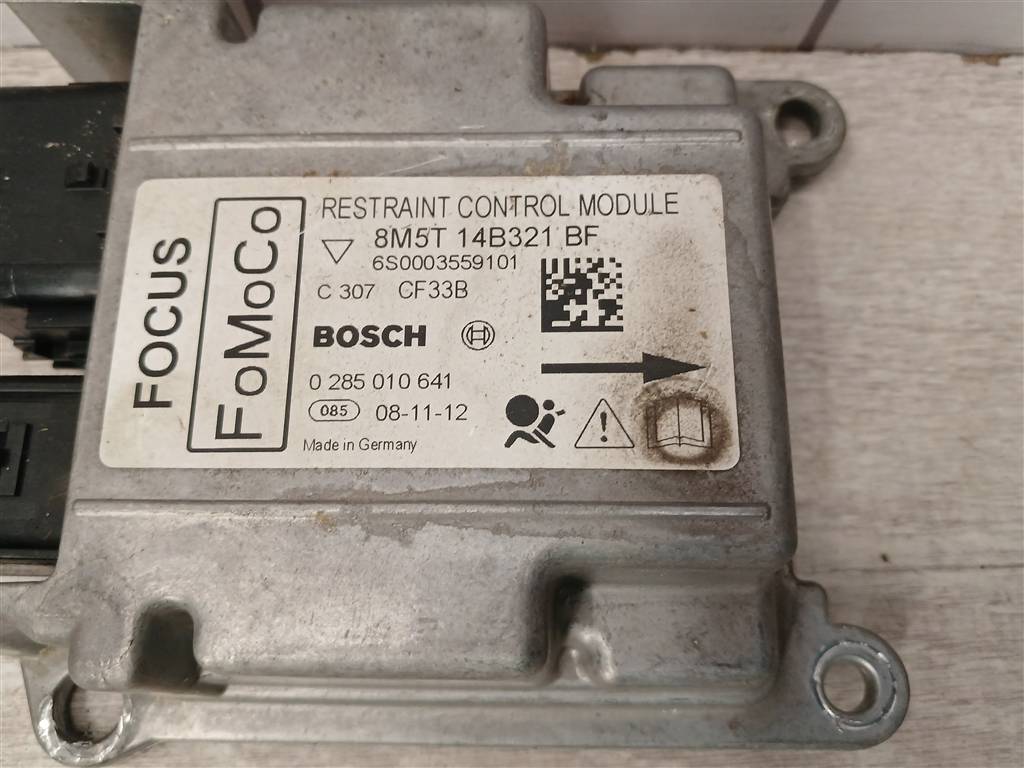 FOCUS
FoMoCo
RESTRAINT CONTROL MODULE
8M5T 14B321 BF
6S0003559101
C 307 CF33B
BOSCH
0 285 010 641
085 08-11-12
Made in Germany